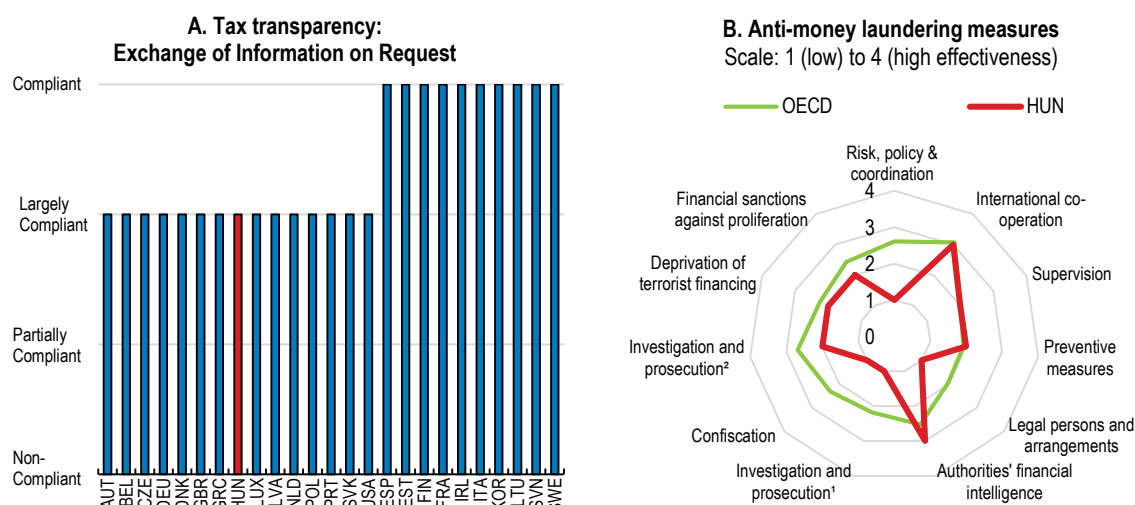 A. Tax transparency:
Exchange of Information on Request
Compliant
Largely
Compliant
Partially
Compliant
Non-
Compliant
AUT
BEL
CZE
DEU
DNK
GBR
GRC
HUN
LUX
LVA
NLD
POL
PRT
SVK
USA
ESP
EST
FIN
FRA
IRL
ITA
KOR
LTU
SVN
SWE
B. Anti-money laundering measures
Scale: 1 (low) to 4 (high effectiveness)
OECD
HUN
Risk, policy &
coordination
International co-
operation
Supervision
Preventive
measures
Legal persons and
arrangements
Authorities' financial
intelligence
Investigation and
prosecution¹
Confiscation
Investigation and
prosecution²
Deprivation of
terrorist financing
Financial sanctions
against proliferation
4
3
2
1
0